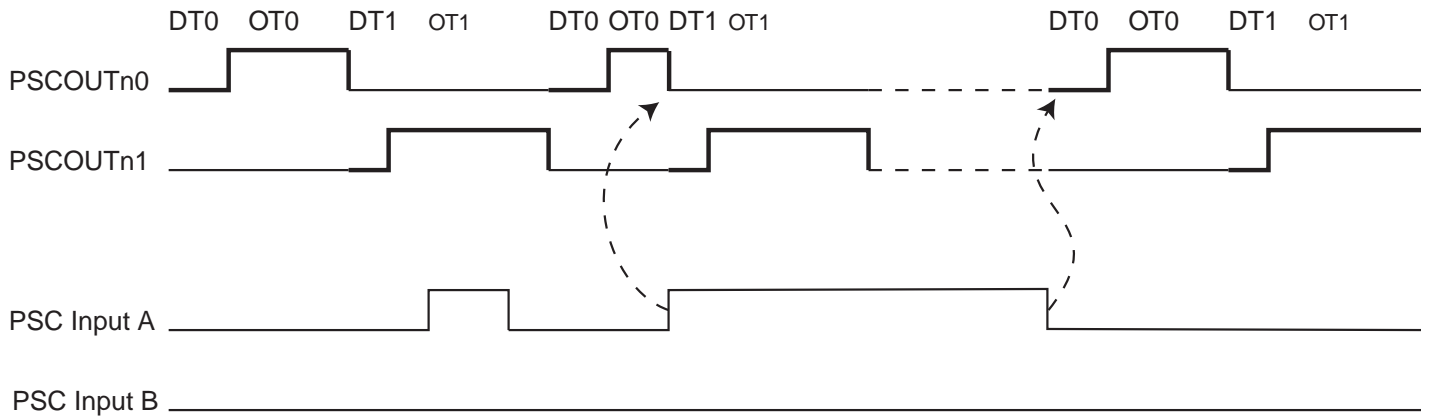 DT0 OT0 DT1 OT1 DT0 OT0 DT1 OT1 DT0 OT0 DT1 OT1
PSCOUTn0
PSCOUTn1
PSC Input A
PSC Input B